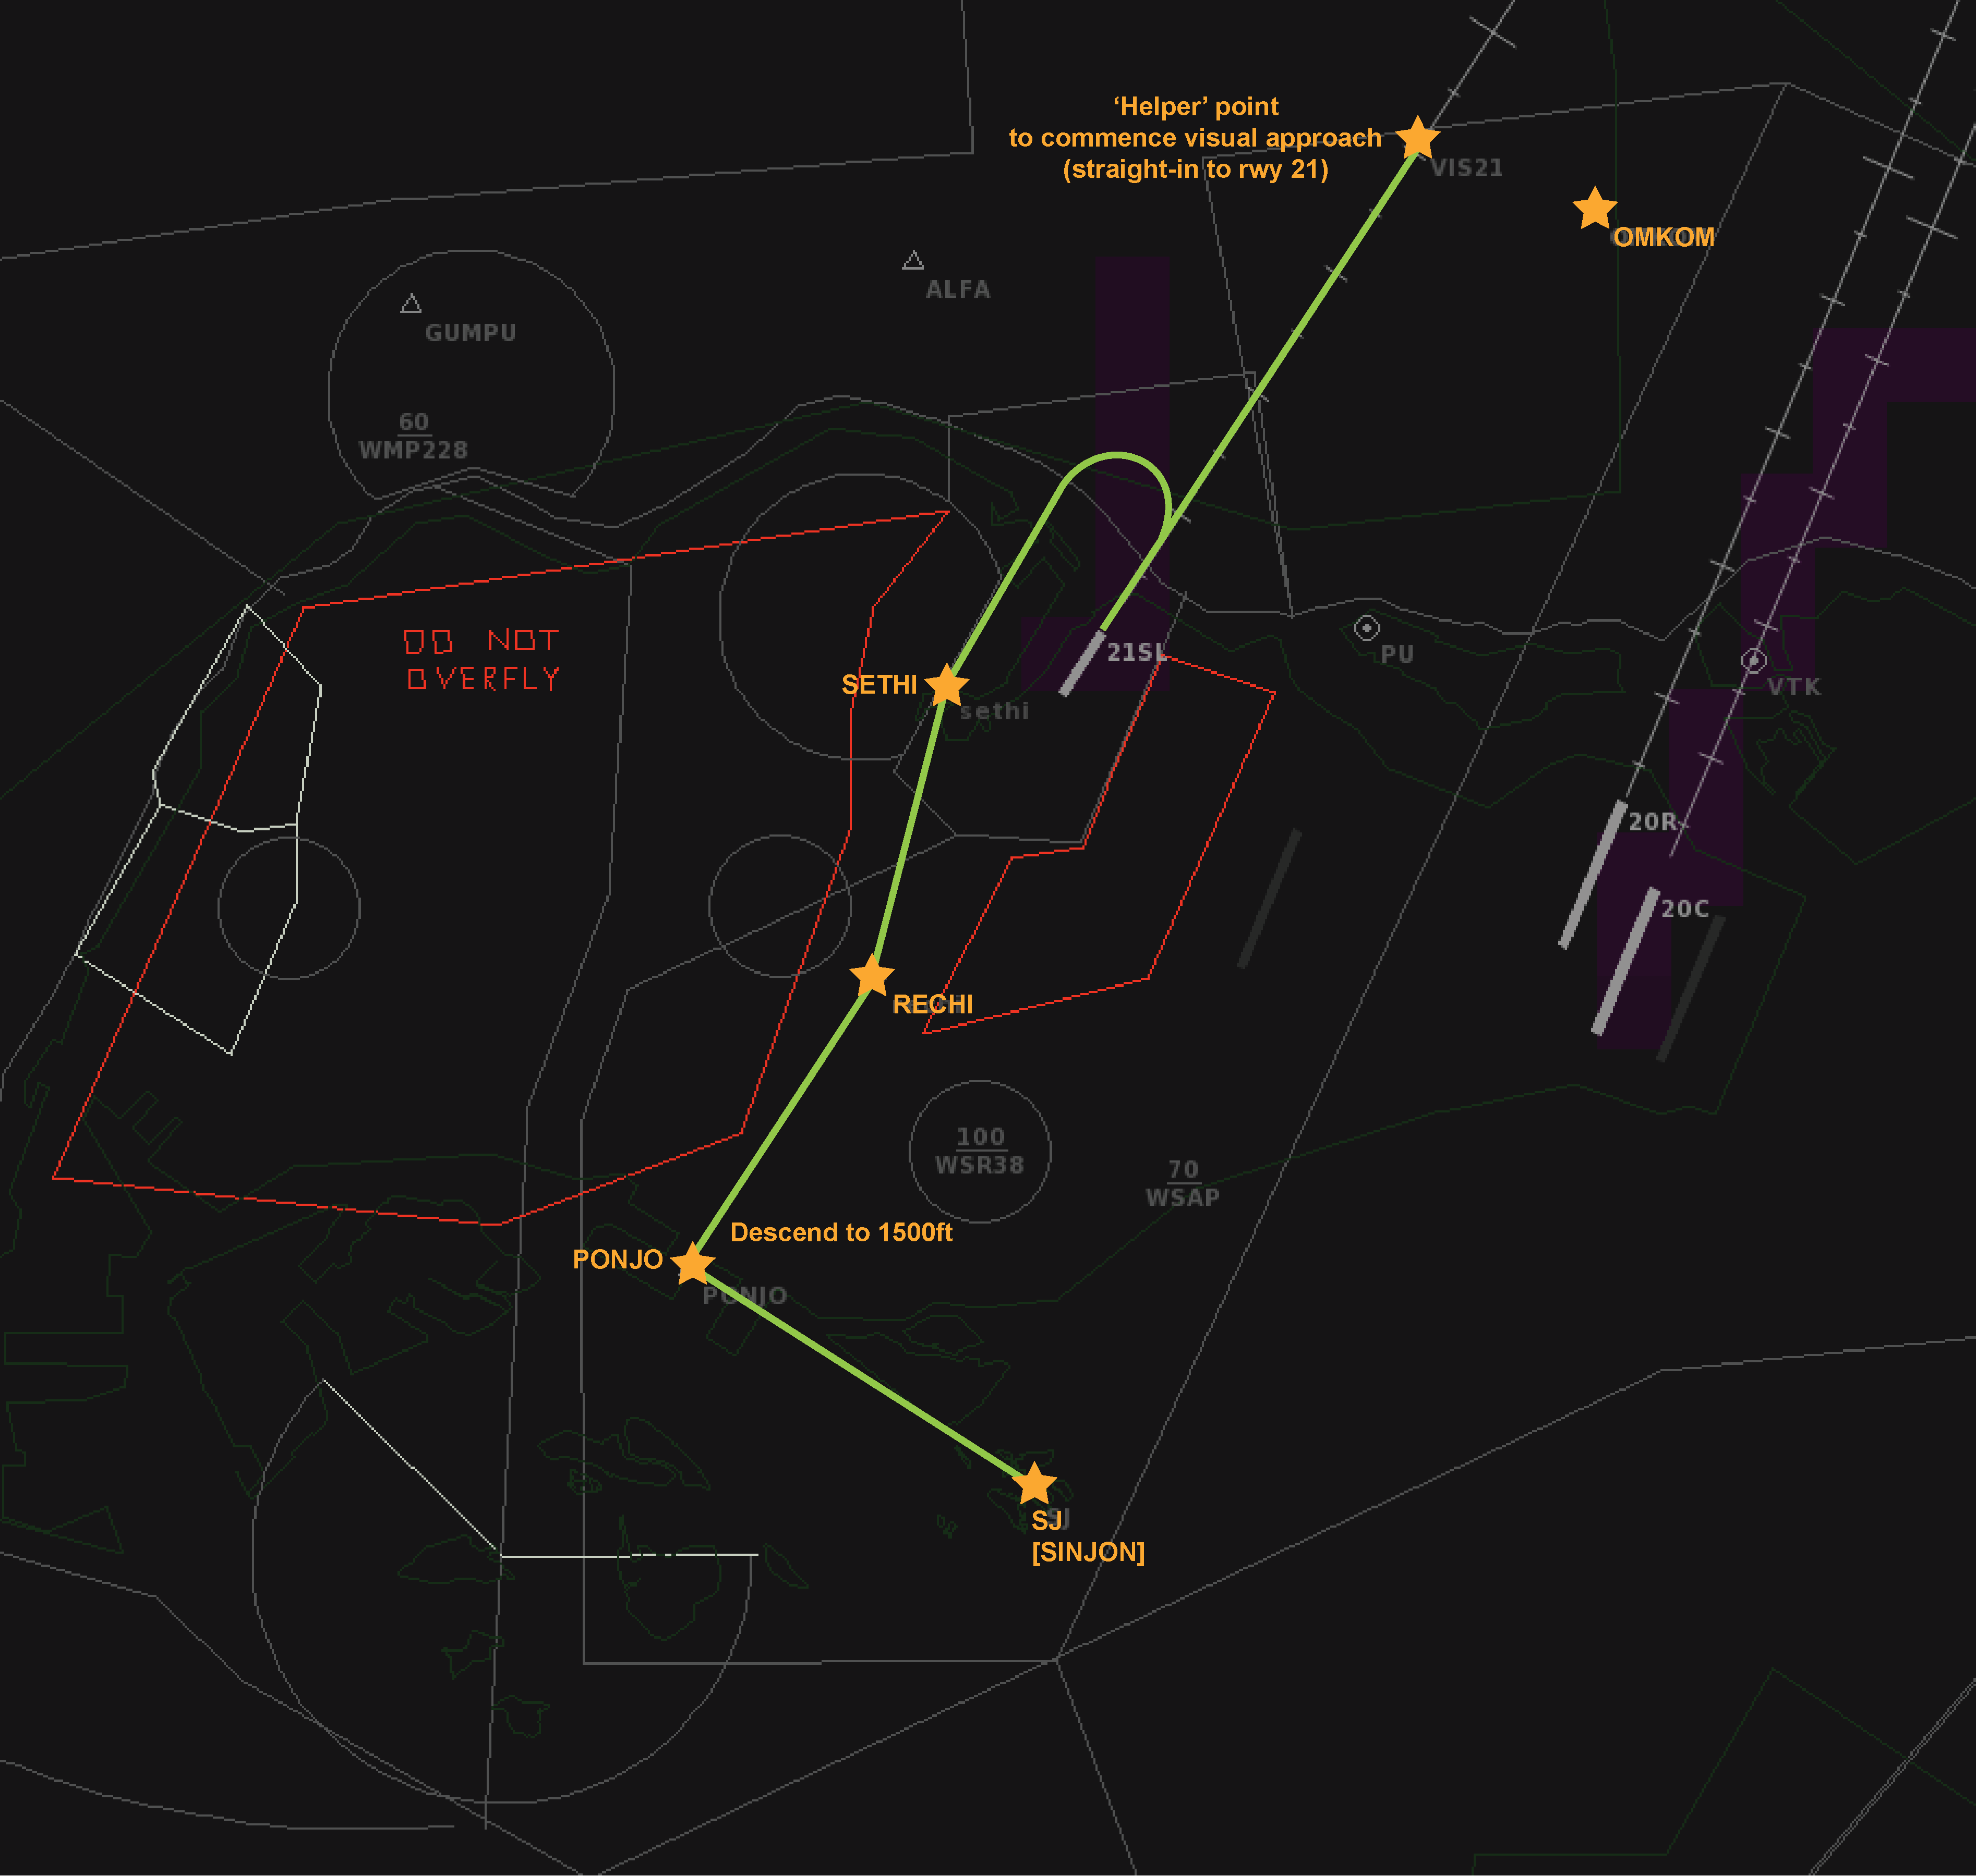 ‘Helper’ point
to commence visual approach
(straight-in to rwy 21)
VIS21
OMKOM
ALFA
GUMPU
60
WMP228
DO NOT
OVERFLY
21SL
PU
SETHI
sethi
VTK
20R
20C
RECHI
100
WSR38
70
WSAP
Descend to 1500ft
PONJO
PONJO
SJ
SJ
[SINJON]